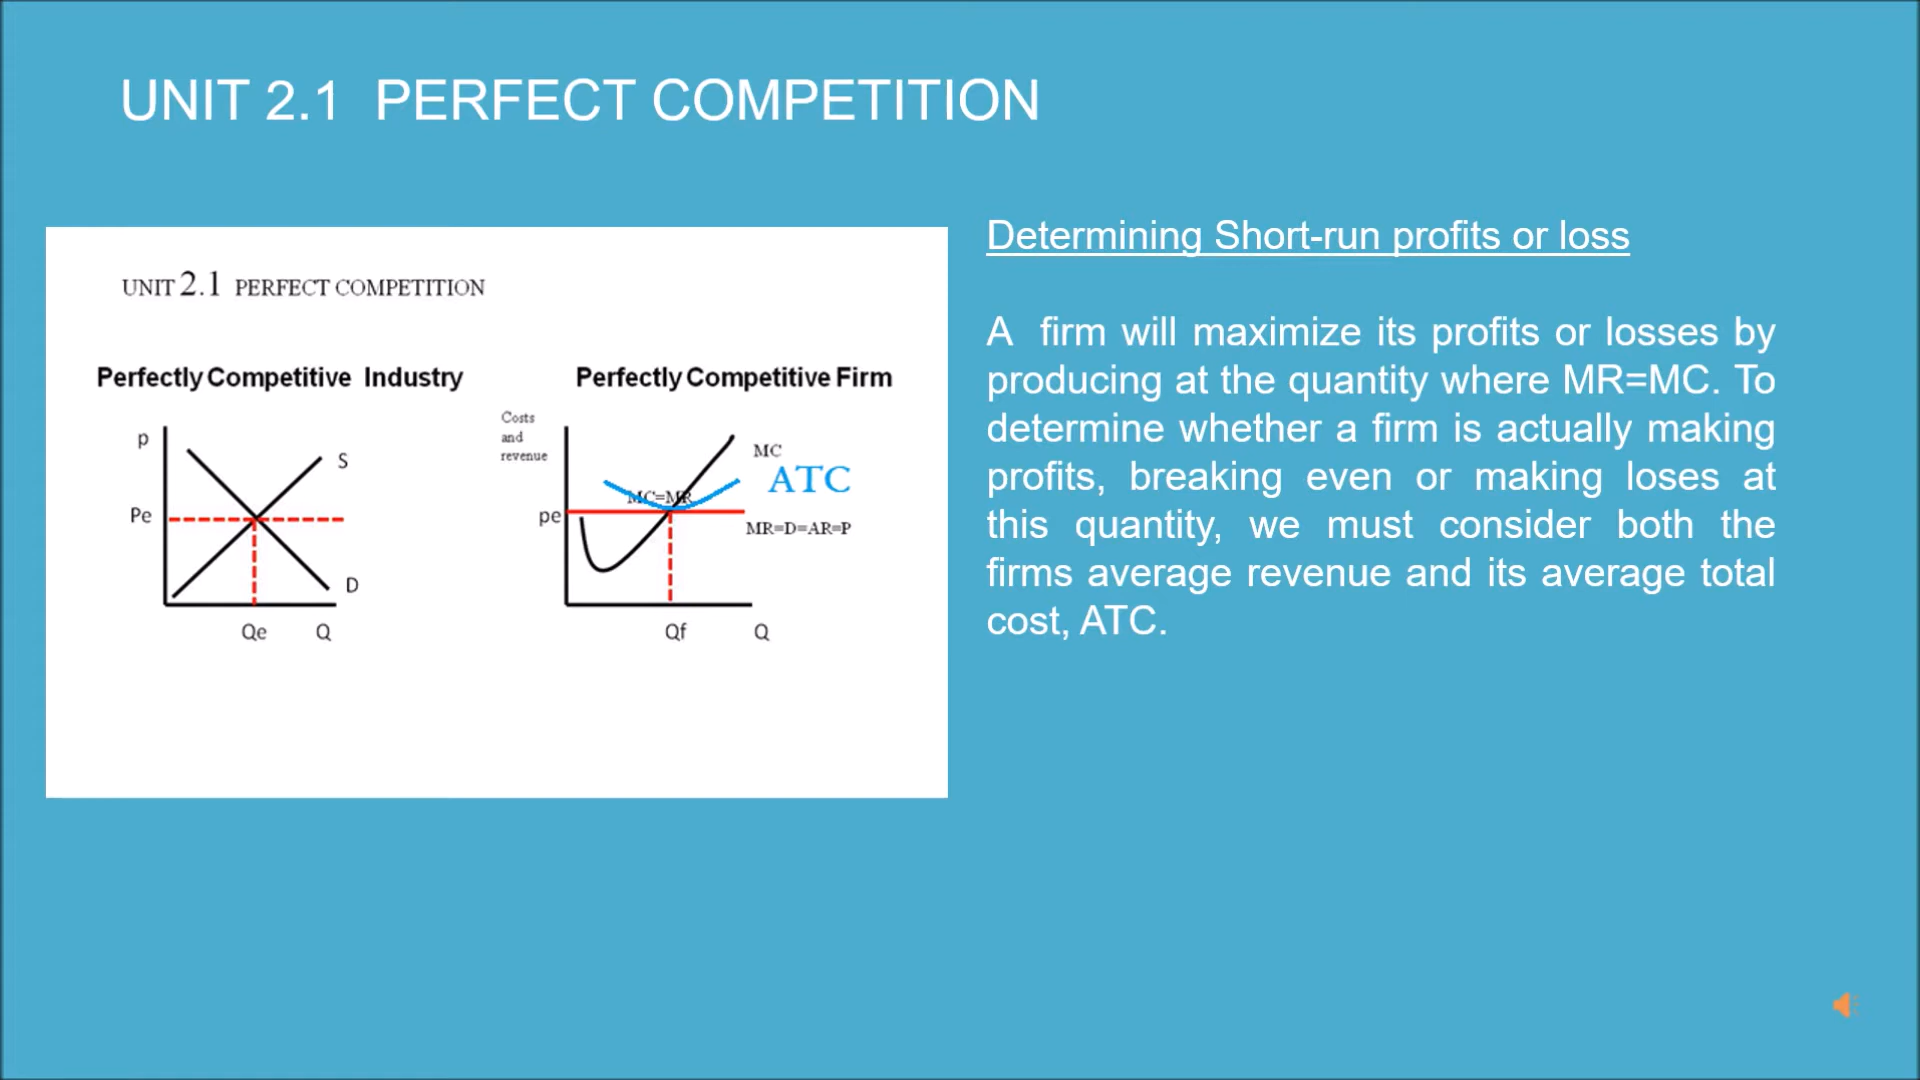 UNIT 2.1 PERFECT COMPETITION
UNIT 2.1 PERFECT COMPETITION
Perfectly Competitive Industry
p
S
Pe
D
Qe
Q
Perfectly Competitive Firm
Costs
and
revenue
MC
ATC
MC=MR
pe
MR=D=AR=P
Qf
Q
Determining Short-run profits or loss
A firm will maximize its profits or losses by
producing at the quantity where MR=MC. To
determine whether a firm is actually making
profits, breaking even or making loses at
this quantity, we must consider both the
firms average revenue and its average total
cost, ATC.